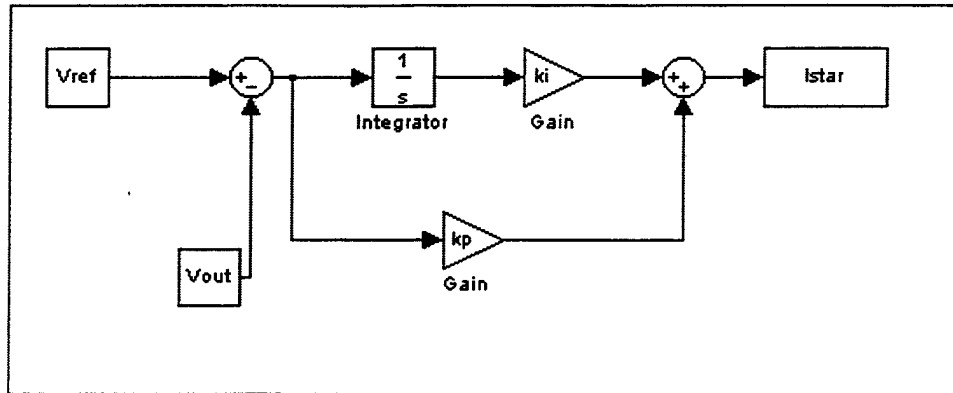 Vref
+
-
1
s
Integrator
ki
Gain
+
+
Istar
Vout
kp
Gain